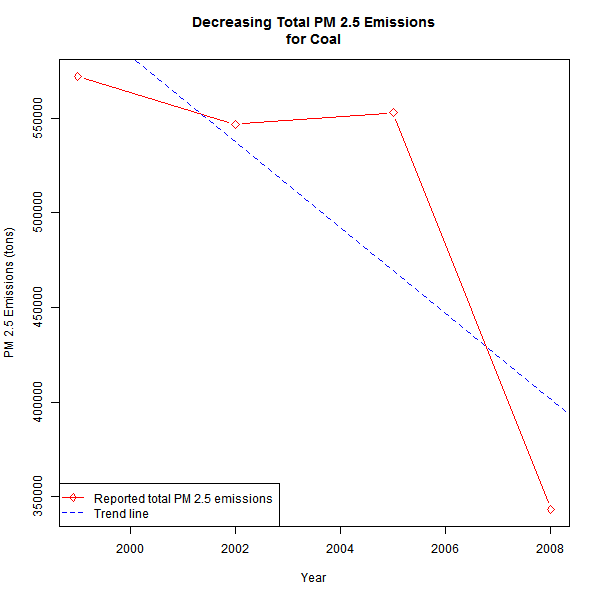 Decreasing Total PM 2.5 Emissions
for Coal
PM 2.5 Emissions (tons)
550000
500000
450000
400000
350000
Reported total PM 2.5 emissions
Trend line
2000 2002 2004 2006 2008
Year